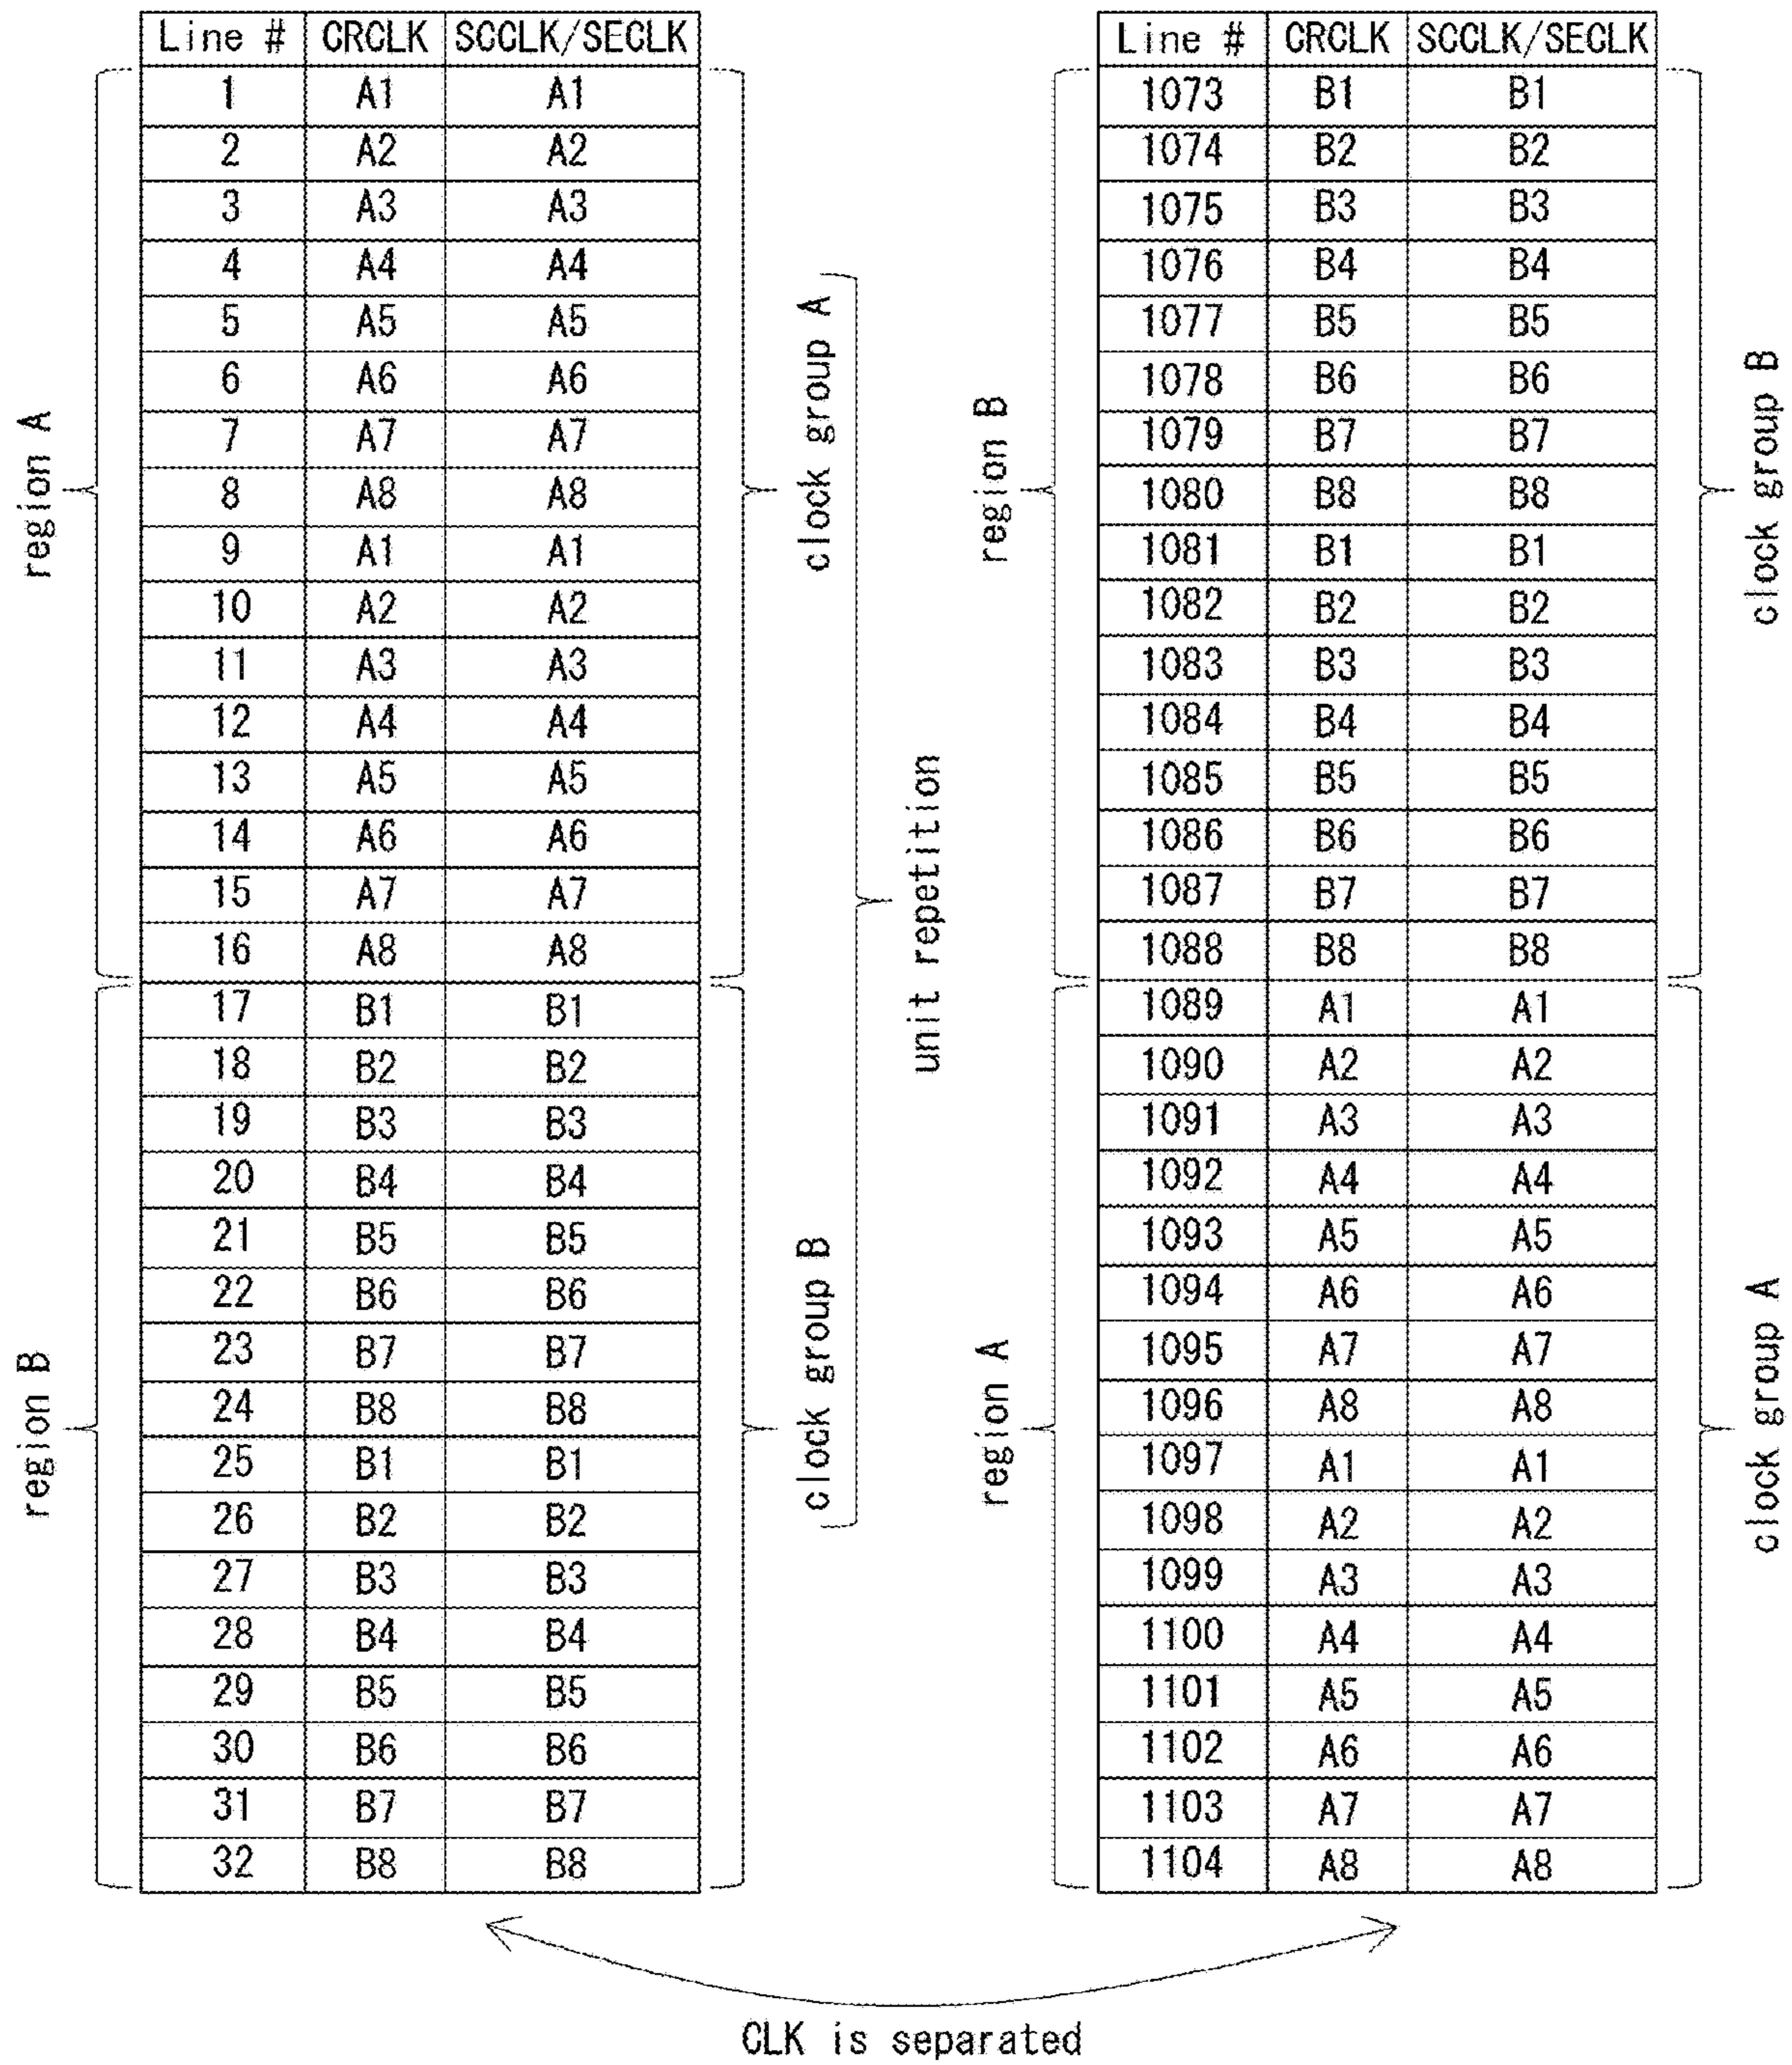 Line # CRCLK SCCLK/SECLK
1 A1 A1
2 A2 A2
3 A3 A3
4 A4 A4
5 A5 A5
6 A6 A6
7 A7 A7
8 A8 A8
9 A1 A1
10 A2 A2
11 A3 A3
12 A4 A4
13 A5 A5
14 A6 A6
15 A7 A7
16 A8 A8
17 B1 B1
18 B2 B2
19 B3 B3
20 B4 B4
21 B5 B5
22 B6 B6
23 B7 B7
24 B8 B8
25 B1 B1
26 B2 B2
27 B3 B3
28 B4 B4
29 B5 B5
30 B6 B6
31 B7 B7
32 B8 B8
region A
region B
clock group A
clock group B
unit repetition
Line # CRCLK SCCLK/SECLK
1073 B1 B1
1074 B2 B2
1075 B3 B3
1076 B4 B4
1077 B5 B5
1078 B6 B6
1079 B7 B7
1080 B8 B8
1081 B1 B1
1082 B2 B2
1083 B3 B3
1084 B4 B4
1085 B5 B5
1086 B6 B6
1087 B7 B7
1088 B8 B8
1089 A1 A1
1090 A2 A2
1091 A3 A3
1092 A4 A4
1093 A5 A5
1094 A6 A6
1095 A7 A7
1096 A8 A8
1097 A1 A1
1098 A2 A2
1099 A3 A3
1100 A4 A4
1101 A5 A5
1102 A6 A6
1103 A7 A7
1104 A8 A8
region B
region A
clock group B
clock group A
CLK is separated